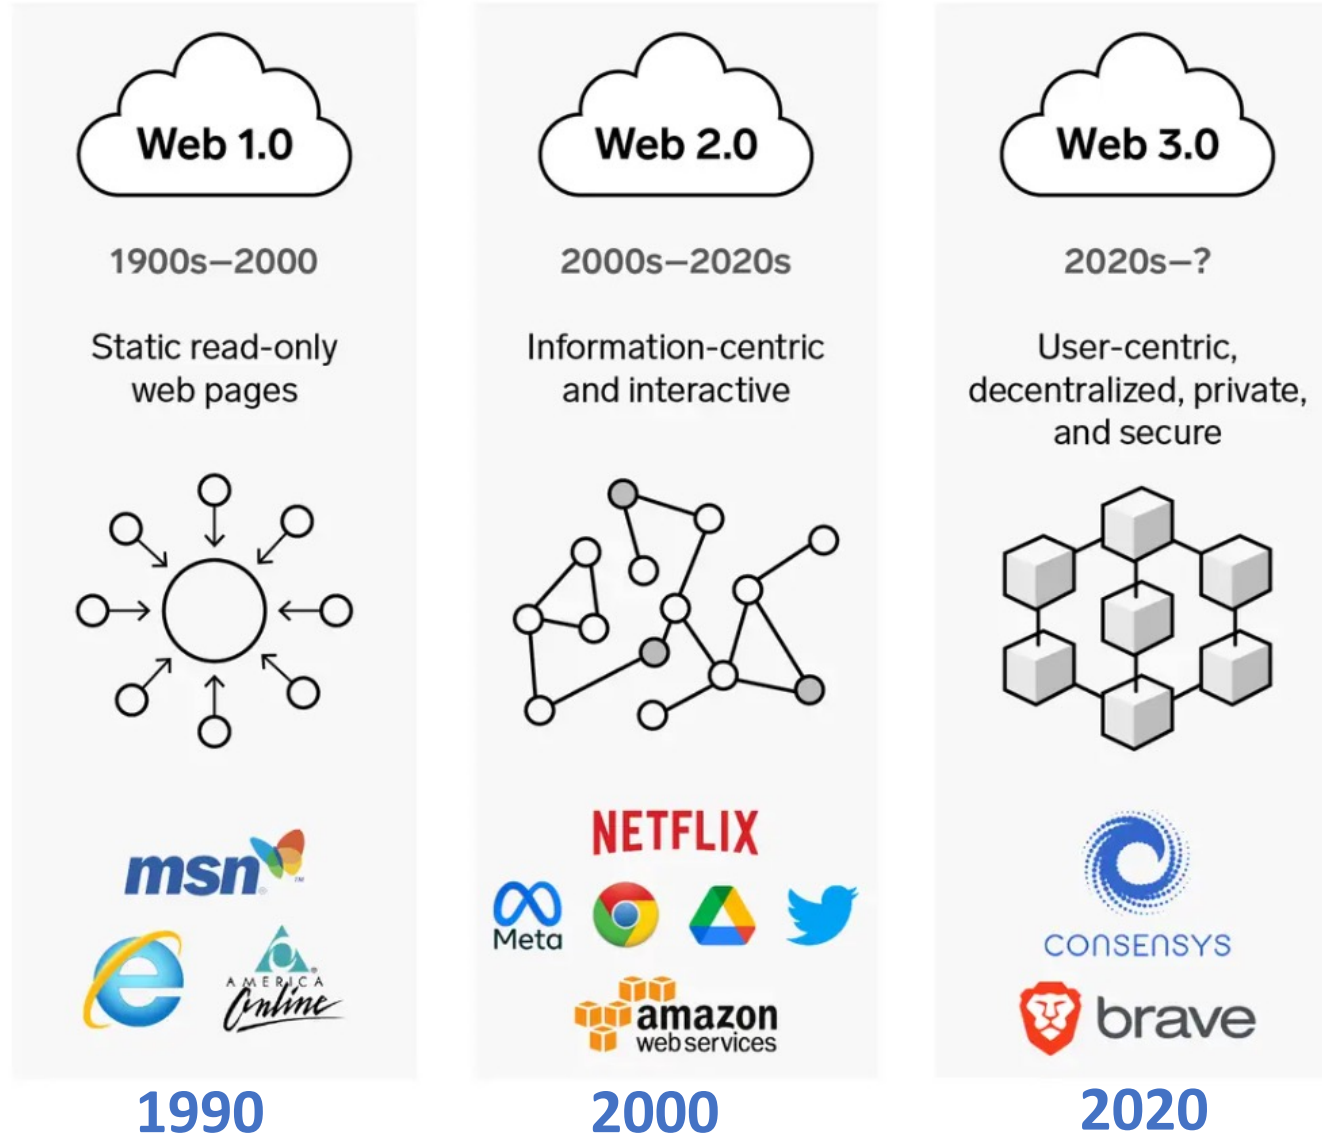 Web 1.0
1900s–2000
Static read-only
web pages
msn
AMERICA
Online
1990
Web 2.0
2000s–2020s
Information-centric
and interactive
NETFLIX
Meta
amazon
web services
2000
Web 3.0
2020s–?
User-centric,
decentralized, private,
and secure
CONSENSYS
brave
2020